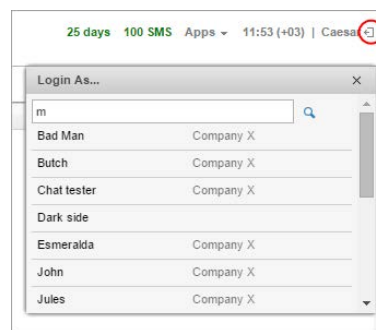 25 days 100 SMS Apps 11:53 (+03) | Caesar
Login As... ×
m
Bad Man Company X
Butch Company X
Chat tester Company X
Dark side
Esmeralda Company X
John Company X
Jules Company X